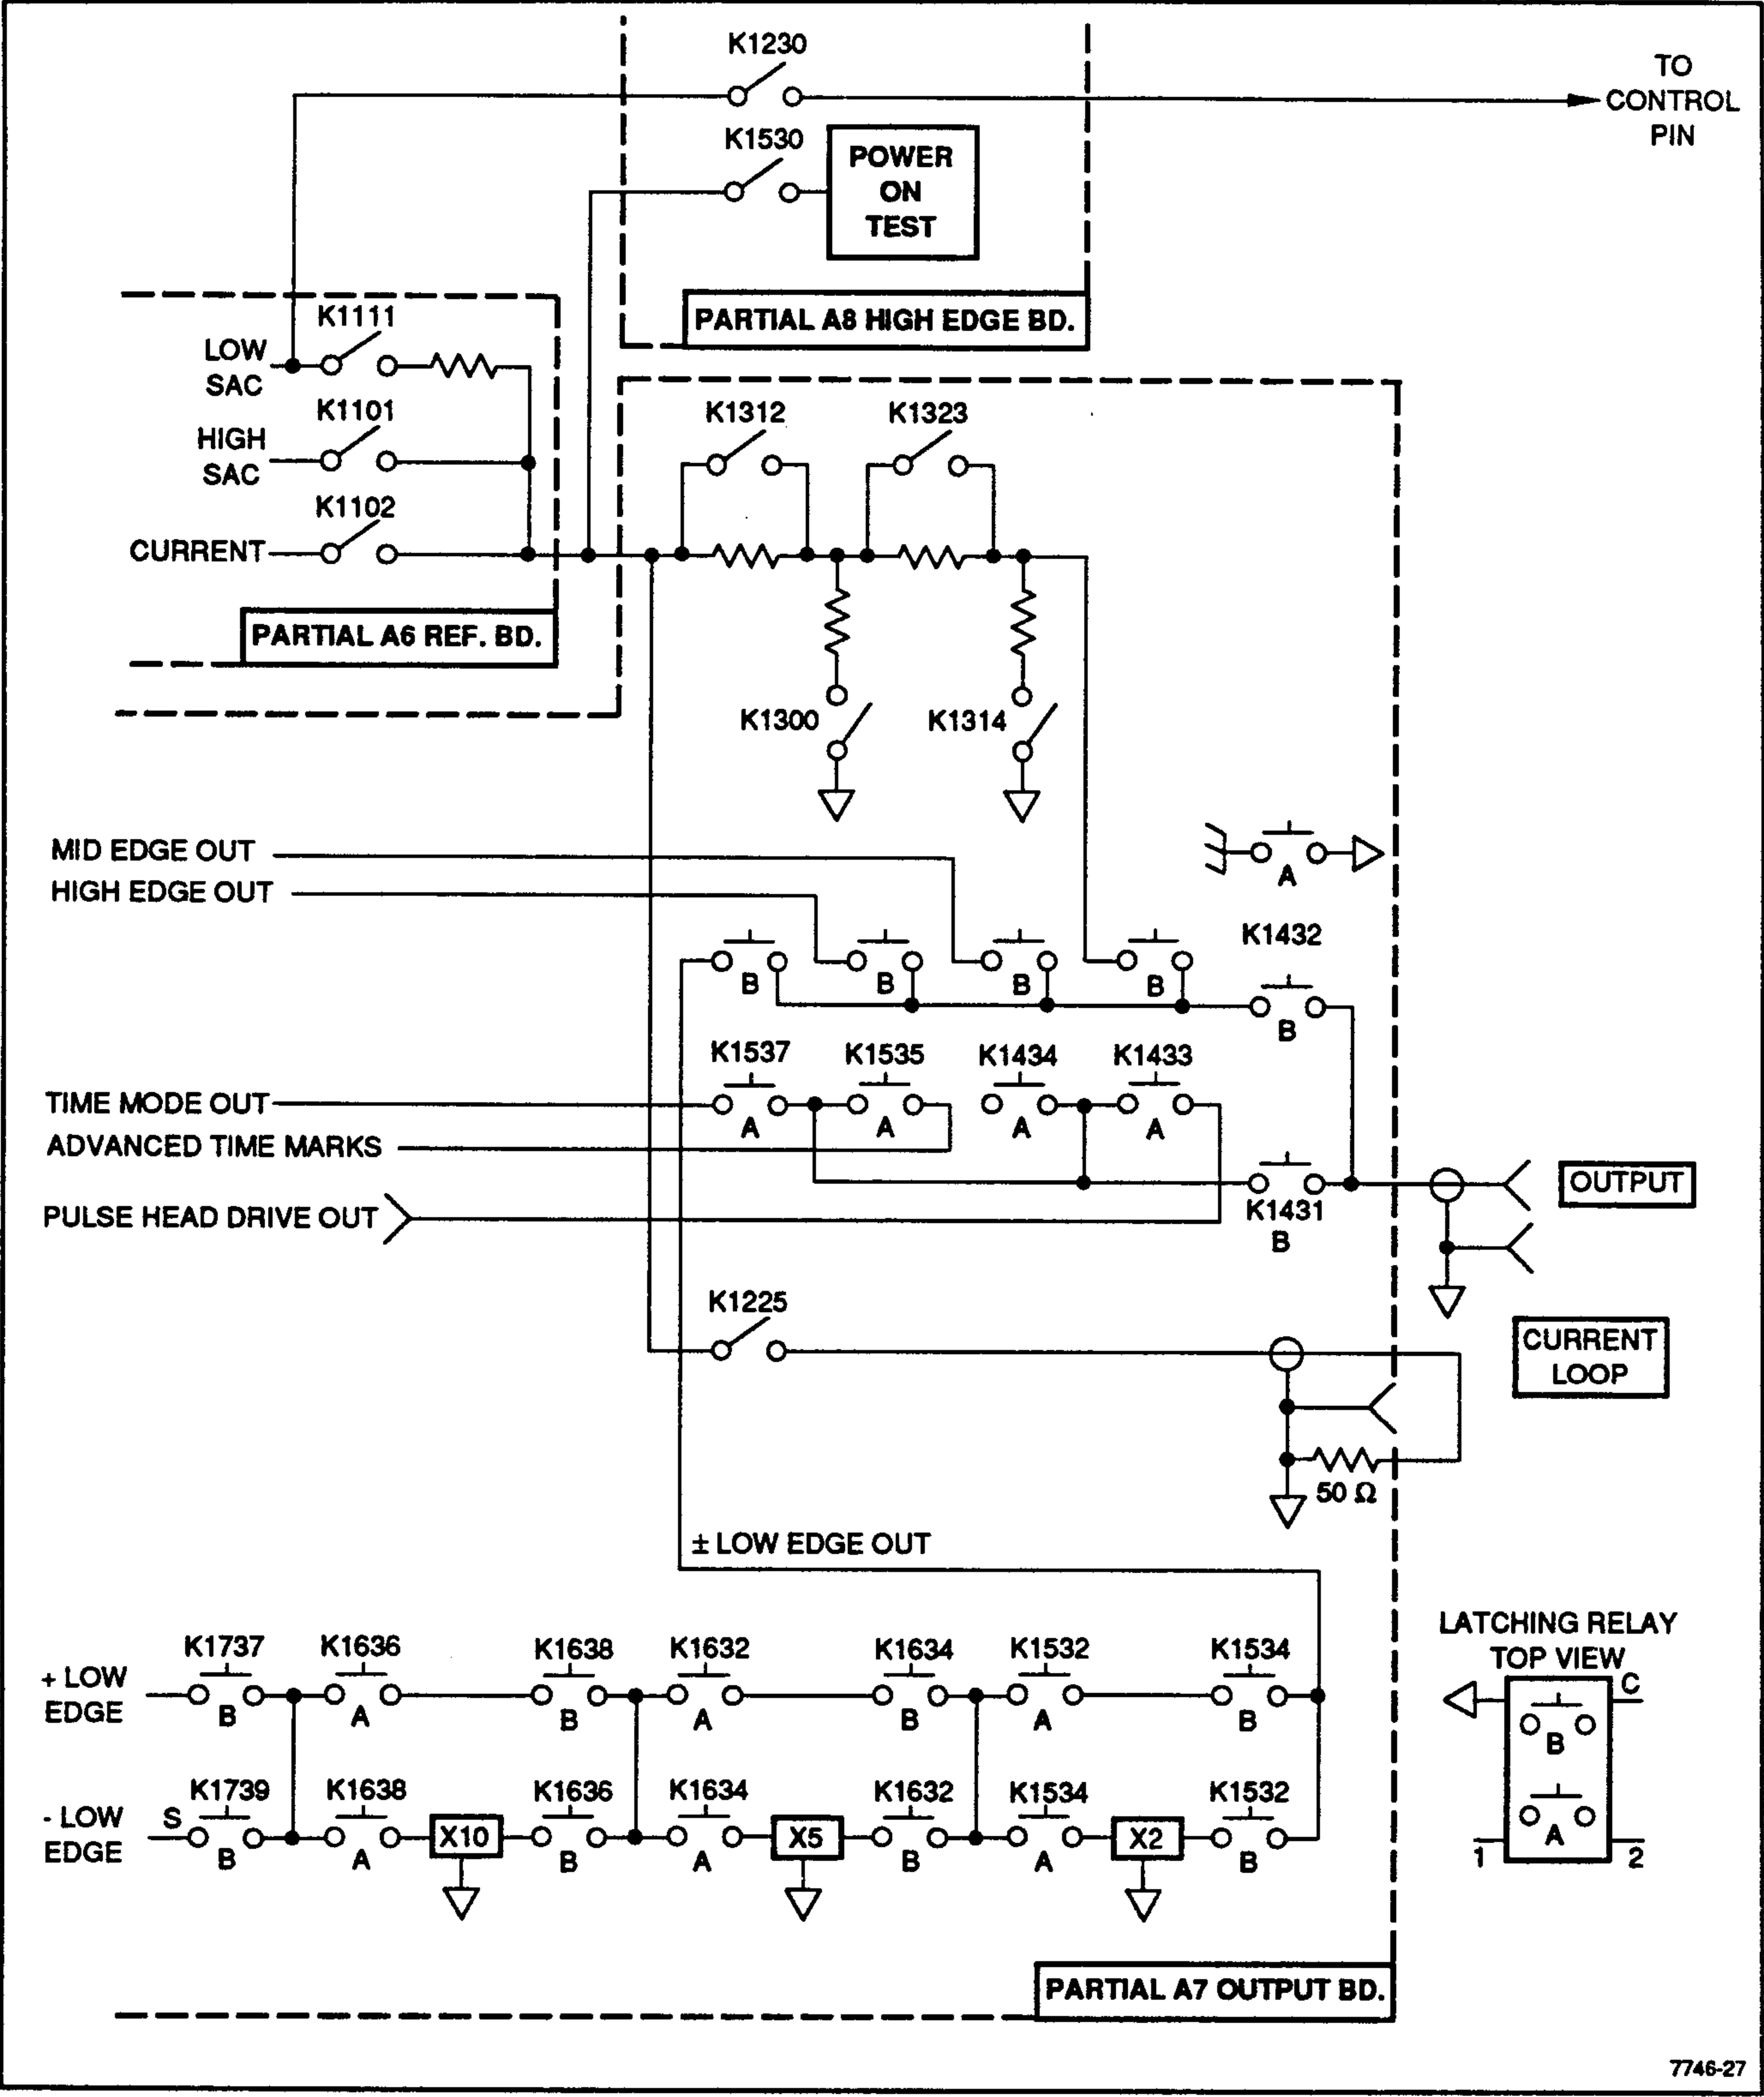 K1230
TO
CONTROL
PIN
K1530
POWER
ON
TEST
PARTIAL A8 HIGH EDGE BD.
K1111
LOW
SAC
K1101
HIGH
SAC
K1102
CURRENT
PARTIAL A6 REF. BD.
K1312
K1323
K1300
K1314
MID EDGE OUT
HIGH EDGE OUT
A
K1432
B
B
B
B
B
K1537
K1535
K1434
K1433
TIME MODE OUT
A
A
A
A
ADVANCED TIME MARKS
PULSE HEAD DRIVE OUT
K1431
B
OUTPUT
K1225
CURRENT
LOOP
50 Ω
± LOW EDGE OUT
K1737
K1636
K1638
K1632
K1634
K1532
K1534
+ LOW
EDGE
B
A
B
A
B
A
B
K1739
K1638
K1636
K1634
K1632
K1534
K1532
- LOW
EDGE
S
B
A
X10
B
A
X5
B
A
X2
B
LATCHING RELAY
TOP VIEW
C
B
A
1
2
PARTIAL A7 OUTPUT BD.
7746-27